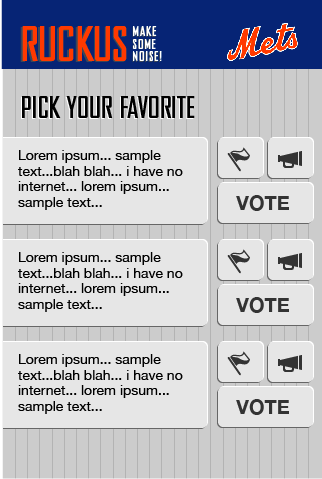 RUCKUS
MAKE
SOME
NOISE!
Mets
PICK YOUR FAVORITE
Lorem ipsum... sample
text...blah blah... i have no
internet... lorem ipsum...
sample text...
VOTE
Lorem ipsum... sample
text...blah blah... i have no
internet... lorem ipsum...
sample text...
VOTE
Lorem ipsum... sample
text...blah blah... i have no
internet... lorem ipsum...
sample text...
VOTE